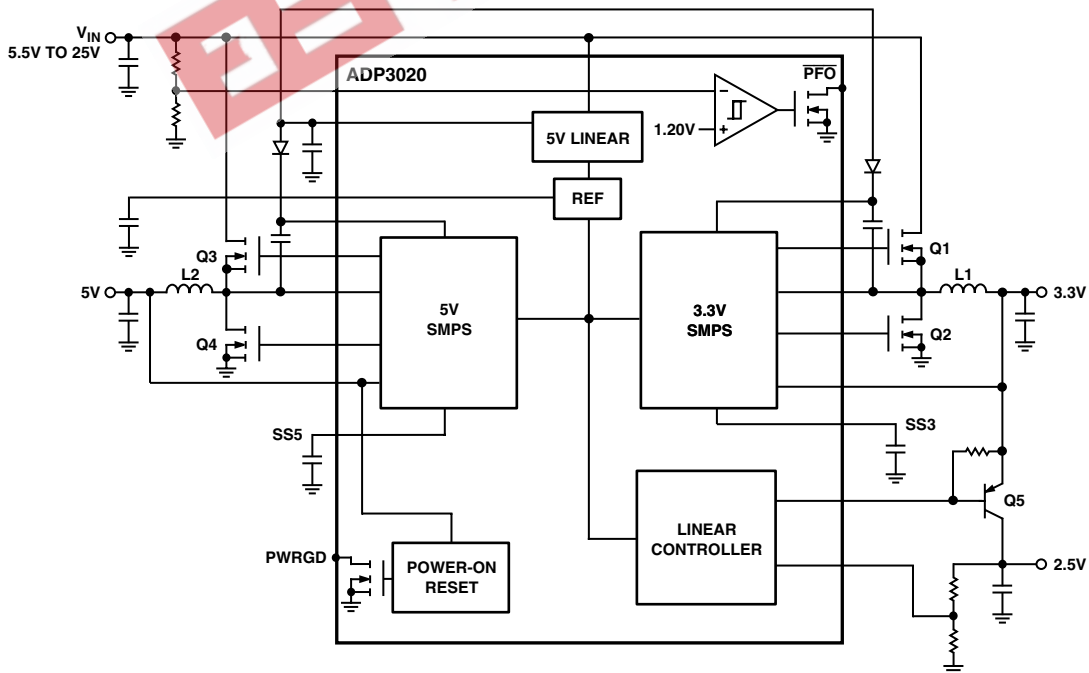 VIN
5.5V TO 25V
ADP3020
PFO
1.20V
−
+
5V LINEAR
REF
Q3
L2
5V
Q4
5V
SMPS
3.3V
SMPS
Q1
L1
3.3V
Q2
SS5
SS3
Q5
LINEAR
CONTROLLER
PWRGD
POWER-ON
RESET
2.5V